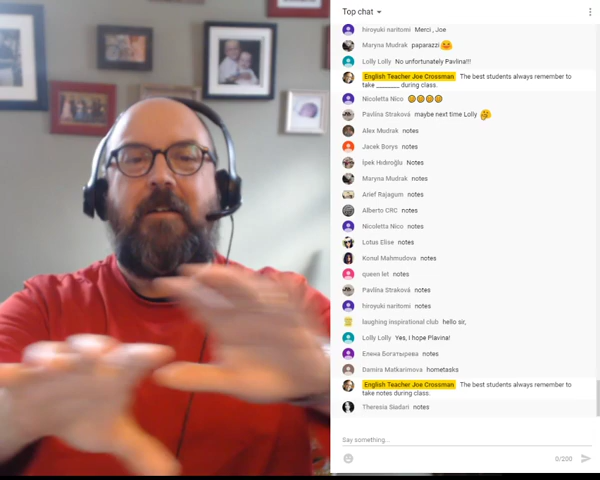 Top chat
hiroyuki naritomi Merci , Joe
Maryna Mudrak paparazzi
Lolly Lolly No unfortunately Pavlina!!!
English Teacher Joe Crossman The best students always remember to
take _______ during class.
Nicoletta Nico
Pavlína Straková maybe next time Lolly
Alex Mudrak notes
Jacek Borys notes
İpek Hıdıroğlu Notes
Maryna Mudrak notes
Arief Rajagum notes
Alberto CRC notes
Nicoletta Nico notes
Lotus Elise notes
Konul Mahmudova notes
queen let notes
Pavlína Straková notes
hiroyuki naritomi notes
laughing inspirational club hello sir,
Lolly Lolly Yes, I hope Plavina!
Елена Богатырева notes
Damira Matkarimova hometasks
English Teacher Joe Crossman The best students always remember to
take notes during class.
Theresia Siadari notes
Say something...
0/200